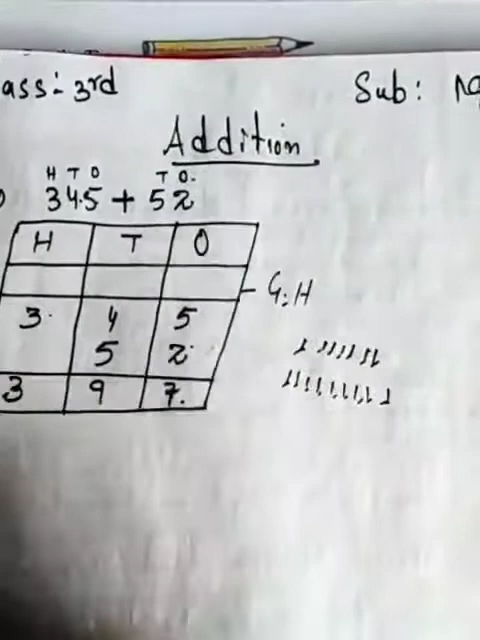 ass:- 3rd Sub:
Addition
H T O T O.
345 + 52
H T O
G:H
3 4 5
5 2
3 9 7.